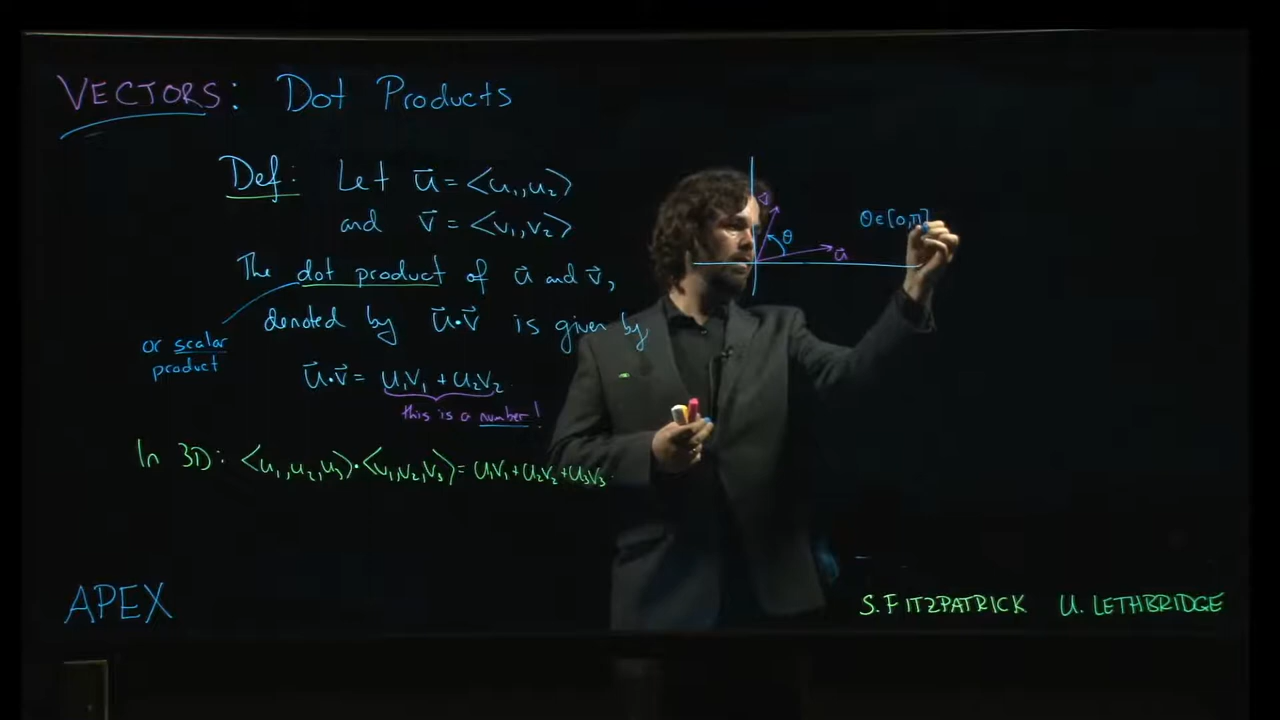 VECTORS: Dot Products
Def: Let u⃗ = <u₁,u₂>
and v⃗ = <v₁,v₂>
The dot product of u⃗ and v⃗,
or scalar product
denoted by u⃗·v⃗ is given by
u⃗·v⃗ = u₁v₁ + u₂v₂
this is a number!
In 3D: <u₁,u₂,u₃>·<v₁,v₂,v₃> = u₁v₁+u₂v₂+u₃v₃.
v⃗
θ
u⃗
θ∈[0,π]
APEX
S. FITZPATRICK U. LETHBRIDGE